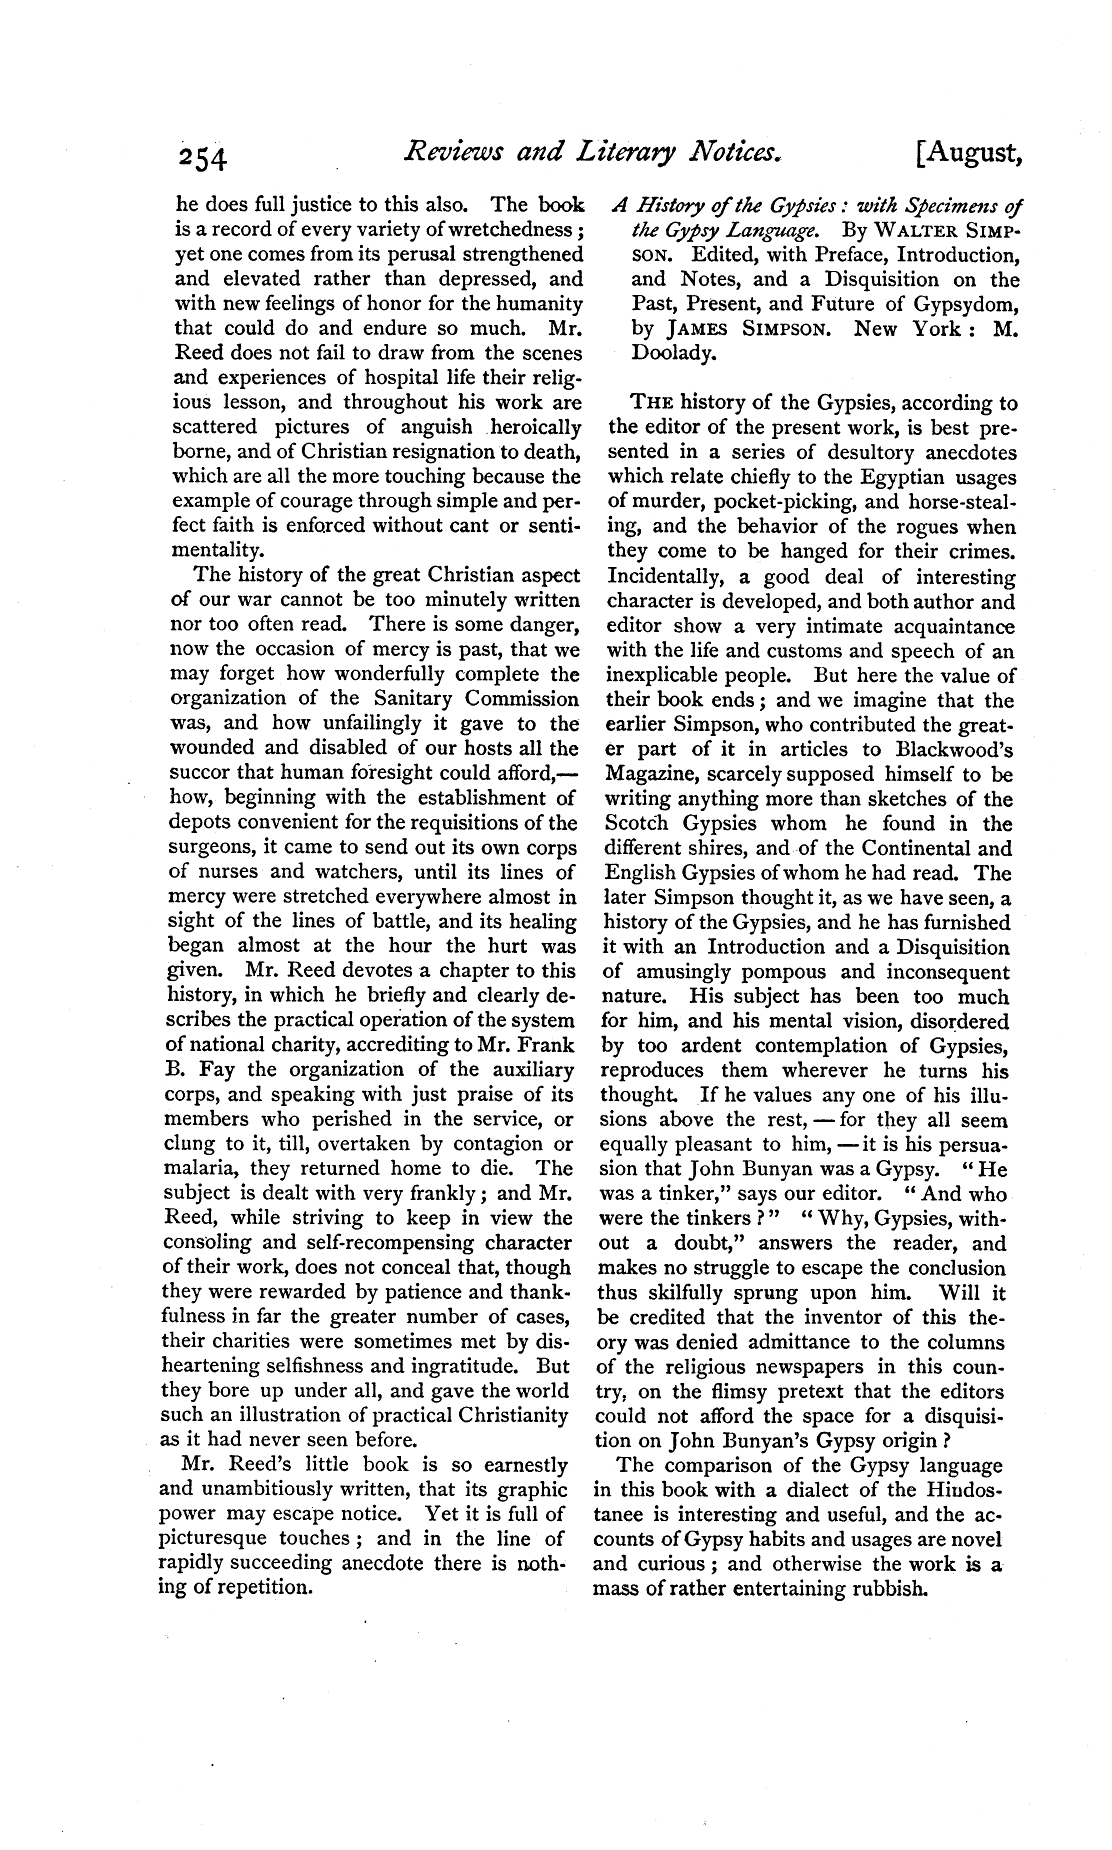 254 Reviews and Literary Notices. [August,
he does full justice to this also. The book
is a record of every variety of wretchedness ;
yet one comes from its perusal strengthened
and elevated rather than depressed, and
with new feelings of honor for the humanity
that could do and endure so much. Mr.
Reed does not fail to draw from the scenes
and experiences of hospital life their relig-
ious lesson, and throughout his work are
scattered pictures of anguish heroically
borne, and of Christian resignation to death,
which are all the more touching because the
example of courage through simple and per-
fect faith is enforced without cant or senti-
mentality.
The history of the great Christian aspect
of our war cannot be too minutely written
nor too often read. There is some danger,
now the occasion of mercy is past, that we
may forget how wonderfully complete the
organization of the Sanitary Commission
was, and how unfailingly it gave to the
wounded and disabled of our hosts all the
succor that human foresight could afford,—
how, beginning with the establishment of
depots convenient for the requisitions of the
surgeons, it came to send out its own corps
of nurses and watchers, until its lines of
mercy were stretched everywhere almost in
sight of the lines of battle, and its healing
began almost at the hour the hurt was
given. Mr. Reed devotes a chapter to this
history, in which he briefly and clearly de-
scribes the practical operation of the system
of national charity, accrediting to Mr. Frank
B. Fay the organization of the auxiliary
corps, and speaking with just praise of its
members who perished in the service, or
clung to it, till, overtaken by contagion or
malaria, they returned home to die. The
subject is dealt with very frankly ; and Mr.
Reed, while striving to keep in view the
consoling and self-recompensing character
of their work, does not conceal that, though
they were rewarded by patience and thank-
fulness in far the greater number of cases,
their charities were sometimes met by dis-
heartening selfishness and ingratitude. But
they bore up under all, and gave the world
such an illustration of practical Christianity
as it had never seen before.
Mr. Reed's little book is so earnestly
and unambitiously written, that its graphic
power may escape notice. Yet it is full of
picturesque touches ; and in the line of
rapidly succeeding anecdote there is noth-
ing of repetition.
A History of the Gypsies : with Specimens of
the Gypsy Language. By WALTER SIMP-
SON. Edited, with Preface, Introduction,
and Notes, and a Disquisition on the
Past, Present, and Future of Gypsydom,
by JAMES SIMPSON. New York : M.
Doolady.
THE history of the Gypsies, according to
the editor of the present work, is best pre-
sented in a series of desultory anecdotes
which relate chiefly to the Egyptian usages
of murder, pocket-picking, and horse-steal-
ing, and the behavior of the rogues when
they come to be hanged for their crimes.
Incidentally, a good deal of interesting
character is developed, and both author and
editor show a very intimate acquaintance
with the life and customs and speech of an
inexplicable people. But here the value of
their book ends ; and we imagine that the
earlier Simpson, who contributed the great-
er part of it in articles to Blackwood's
Magazine, scarcely supposed himself to be
writing anything more than sketches of the
Scotch Gypsies whom he found in the
different shires, and of the Continental and
English Gypsies of whom he had read. The
later Simpson thought it, as we have seen, a
history of the Gypsies, and he has furnished
it with an Introduction and a Disquisition
of amusingly pompous and inconsequent
nature. His subject has been too much
for him, and his mental vision, disordered
by too ardent contemplation of Gypsies,
reproduces them wherever he turns his
thought. If he values any one of his illu-
sions above the rest, — for they all seem
equally pleasant to him, — it is his persua-
sion that John Bunyan was a Gypsy. "He
was a tinker," says our editor. "And who
were the tinkers ?" "Why, Gypsies, with-
out a doubt," answers the reader, and
makes no struggle to escape the conclusion
thus skilfully sprung upon him. Will it
be credited that the inventor of this the-
ory was denied admittance to the columns
of the religious newspapers in this coun-
try, on the flimsy pretext that the editors
could not afford the space for a disquisi-
tion on John Bunyan's Gypsy origin ?
The comparison of the Gypsy language
in this book with a dialect of the Hindos-
tanee is interesting and useful, and the ac-
counts of Gypsy habits and usages are novel
and curious ; and otherwise the work is a
mass of rather entertaining rubbish.